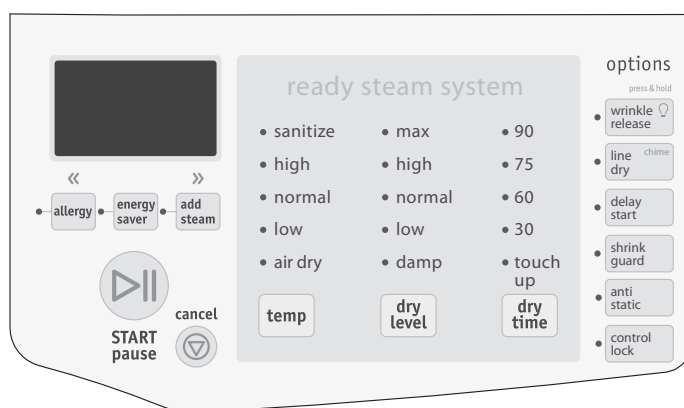 options
press & hold
ready steam system
sanitize
high
normal
low
air dry
temp
max
high
normal
low
damp
dry
level
90
75
60
30
touch
up
dry
time
wrinkle
release
line
dry
chime
delay
start
shrink
guard
anti
static
control
lock
«
»
allergy
energy
saver
add
steam
START
pause
cancel